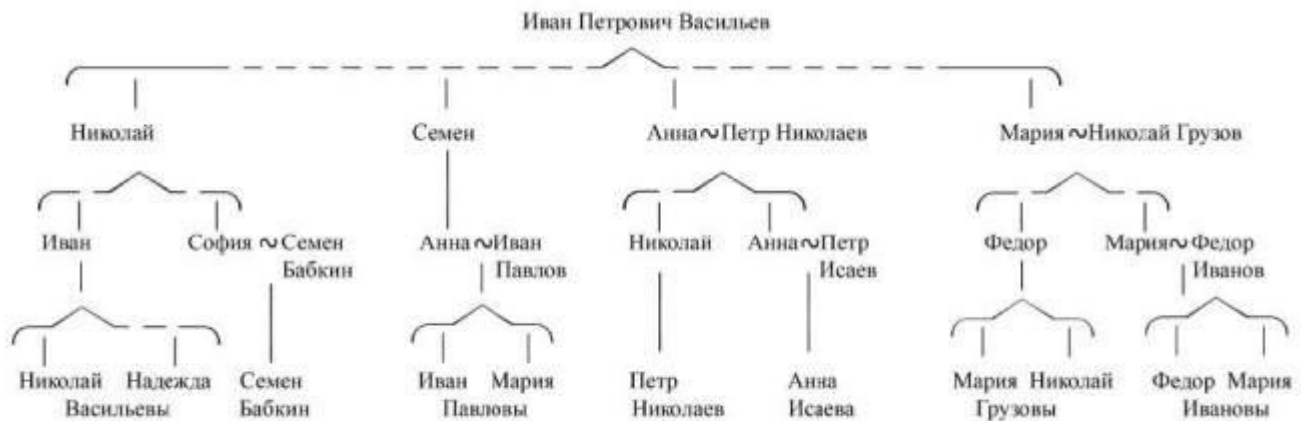 Иван Петрович Васильев
Николай Семен Анна~Петр Николаев Мария~Николай Грузов
Иван София ~ Семен Анна~Иван Николай Анна~Петр Федор Мария~Федор
Бабкин Павлов Исаев Иванов
Николай Надежда Семен Иван Мария Петр Анна Мария Николай Федор Мария
Васильевы Бабкин Павловы Николаев Исаева Грузовы Ивановы